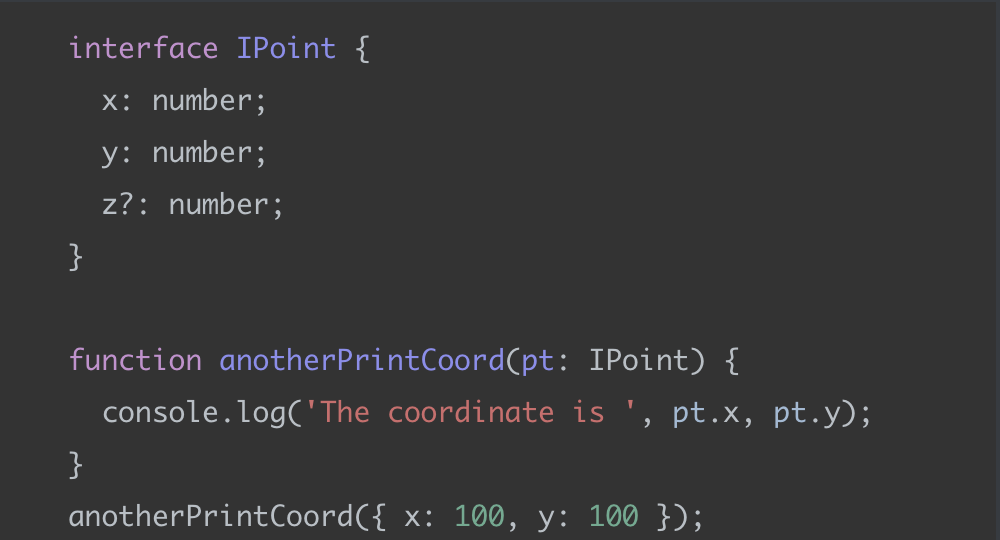 interface IPoint {
  x: number;
  y: number;
  z?: number;
}
function anotherPrintCoord(pt: IPoint) {
  console.log('The coordinate is ', pt.x, pt.y);
}
anotherPrintCoord({ x: 100, y: 100 });